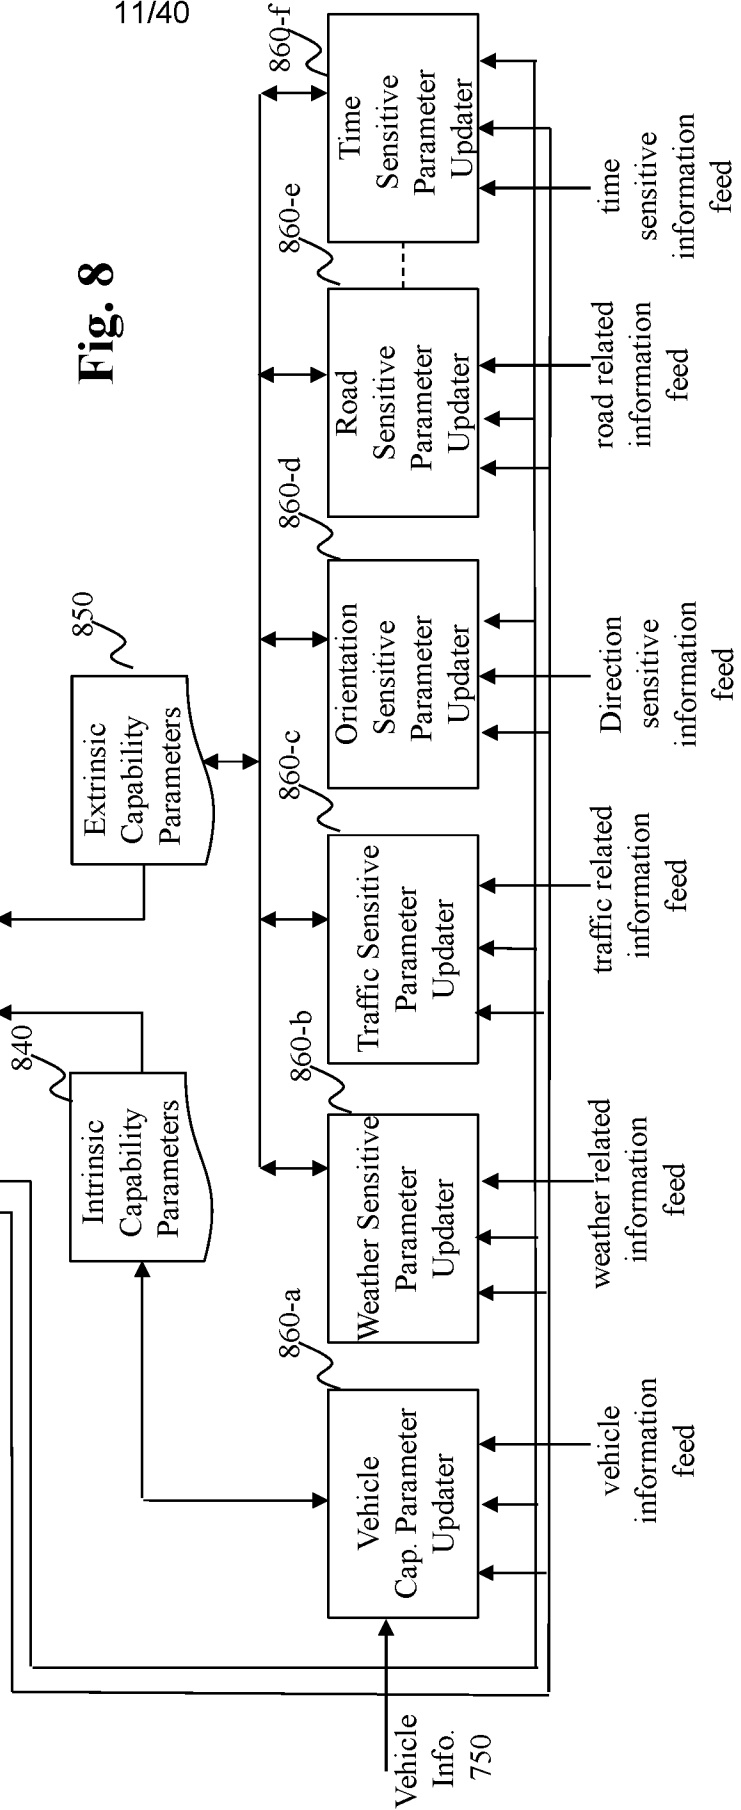 11/40
Fig. 8
840
Intrinsic
Capability
Parameters
850
Extrinsic
Capability
Parameters
860-a
Vehicle
Cap. Parameter
Updater
860-b
Weather Sensitive
Parameter
Updater
860-c
Traffic Sensitive
Parameter
Updater
860-d
Orientation
Sensitive
Parameter
Updater
860-e
Road
Sensitive
Parameter
Updater
860-f
Time
Sensitive
Parameter
Updater
Vehicle
Info.
750
vehicle
information
feed
weather related
information
feed
traffic related
information
feed
Direction
sensitive
information
feed
road related
information
feed
time
sensitive
information
feed